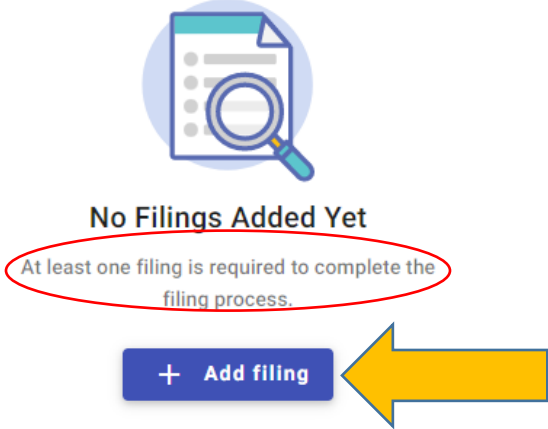 No Filings Added Yet
At least one filing is required to complete the
filing process.
+ Add filing